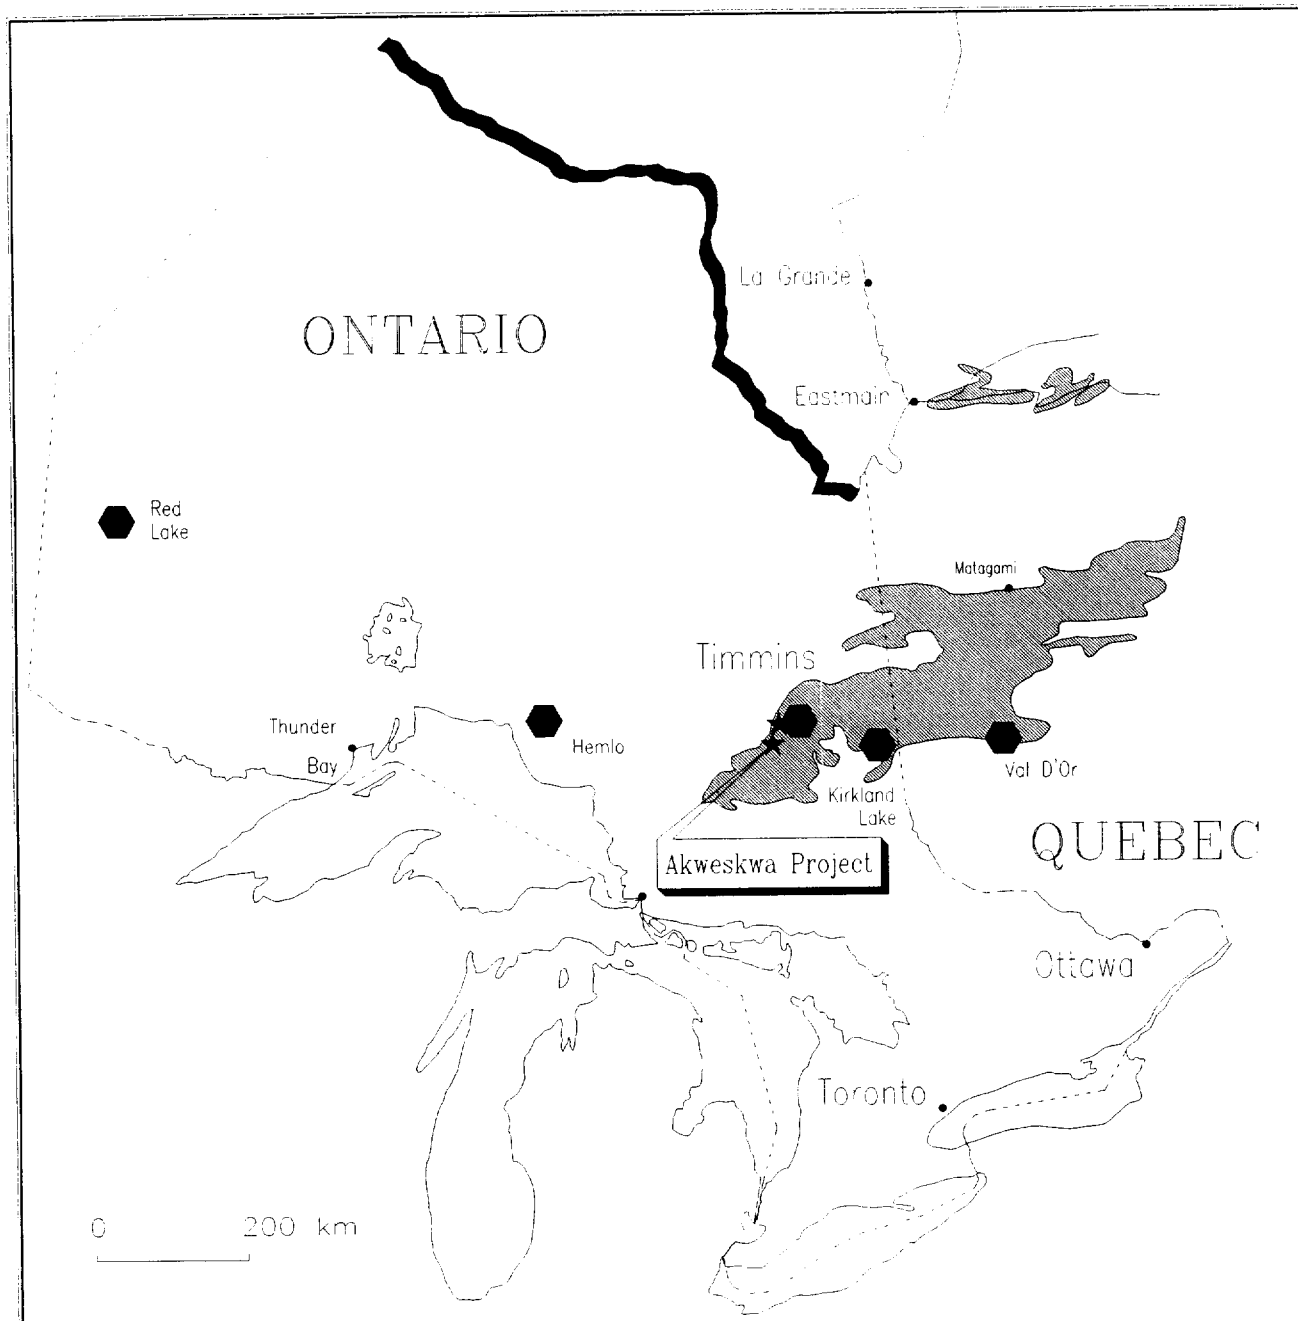 La Grande
ONTARIO
Eastmain
Red
Lake
Matagami
Timmins
Thunder
Bay
Hemlo
Val D'Or
Kirkland
Lake
QUEBEC
Akweskwa Project
Ottawa
Toronto
0 200 km